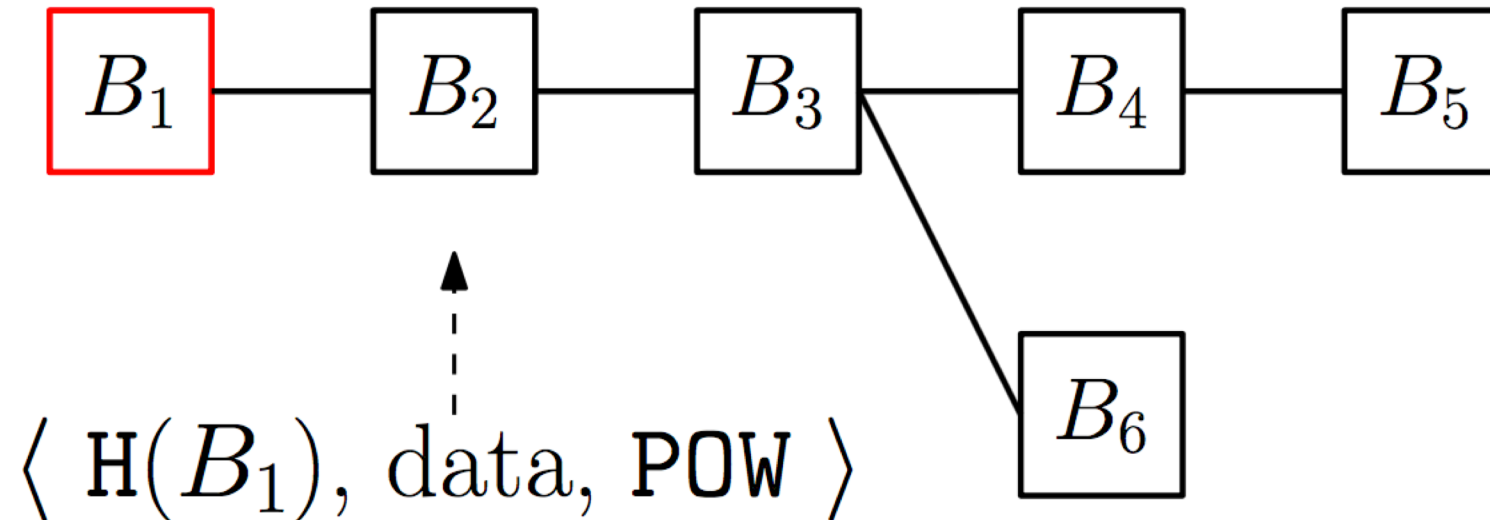 B₁ B₂ B₃ B₄ B₅
B₆
⟨ H(B₁), data, POW ⟩